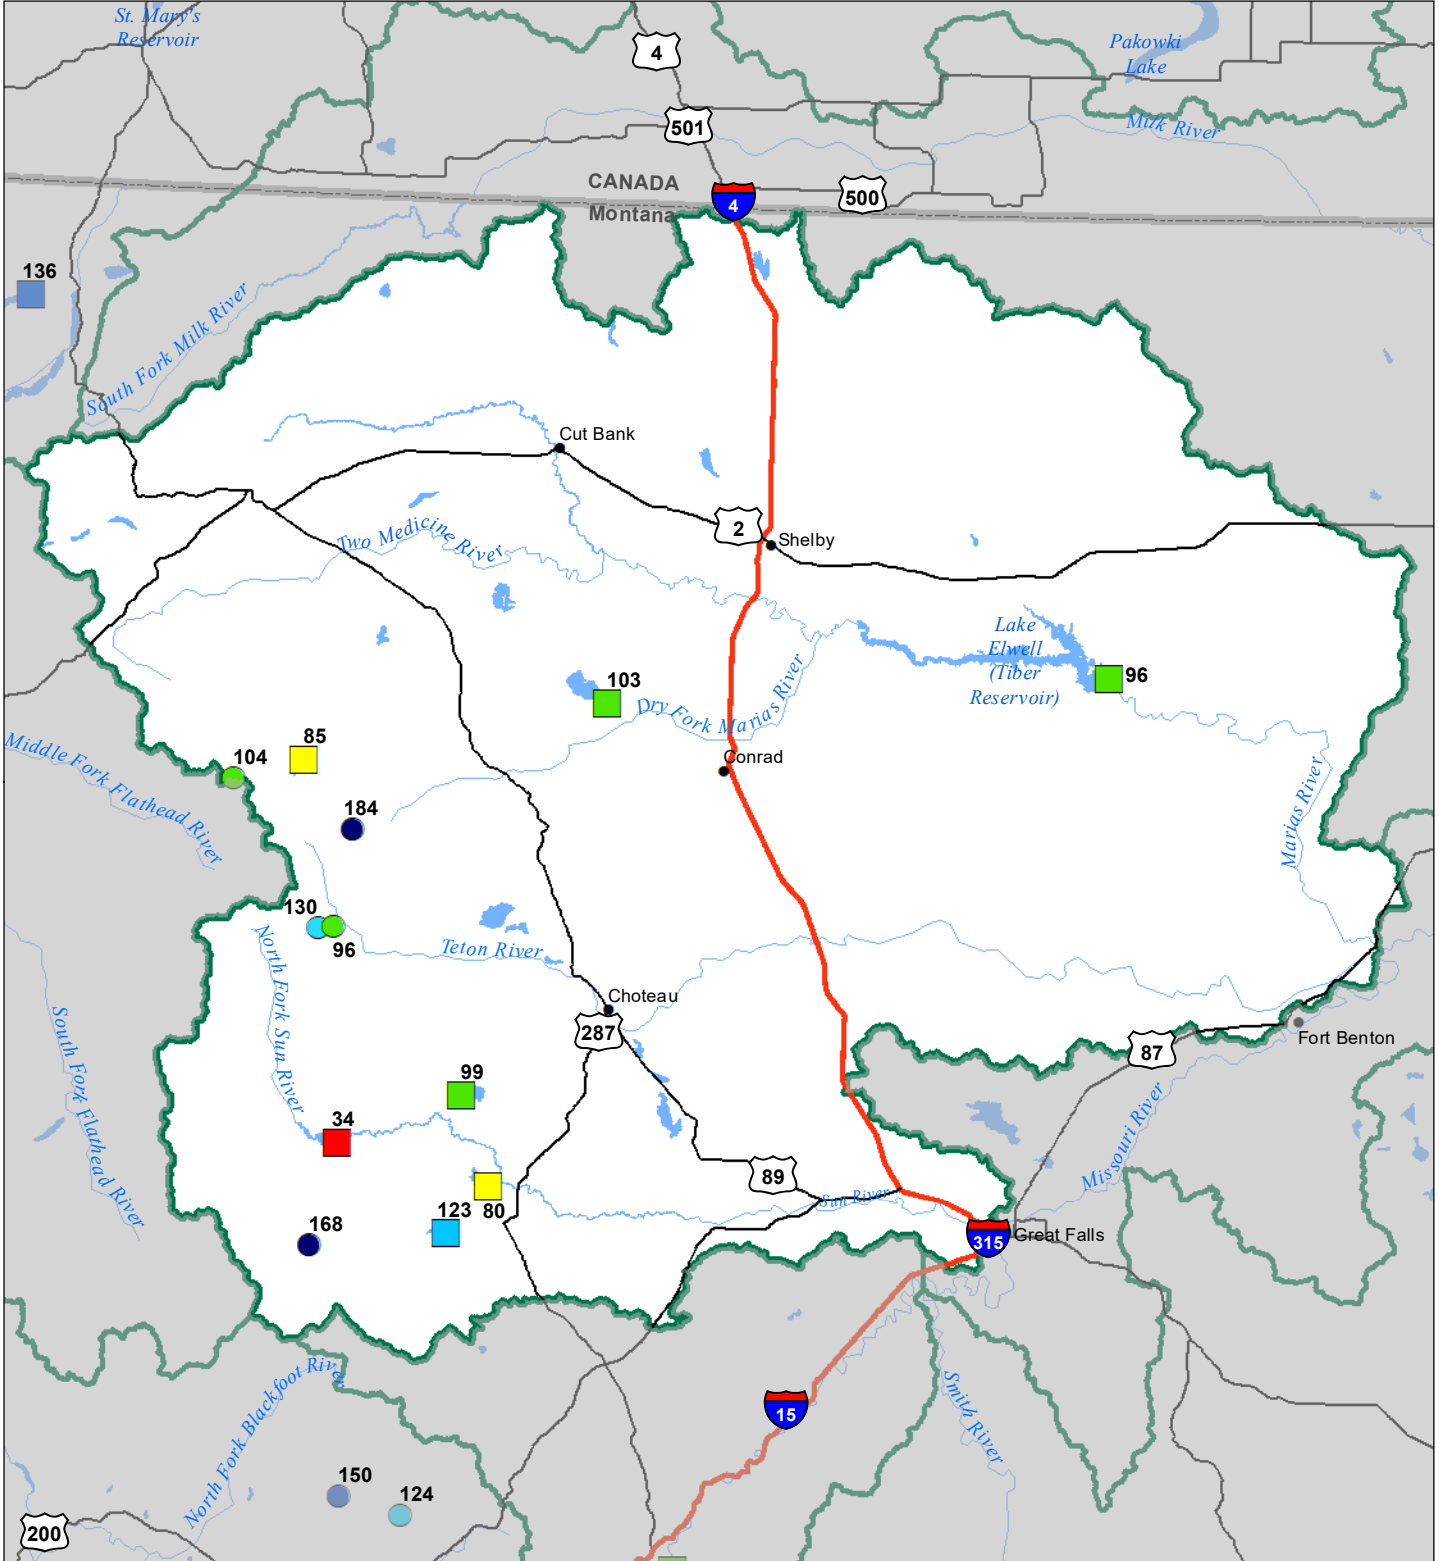 St. Mary's
Reservoir
4
Pakowki
Lake
501
Milk River
CANADA
4
500
Montana
136
South Fork Milk River
Cut Bank
2
Shelby
Two Medicine River
Lake
Elwell
(Tiber
Reservoir)
96
103
Dry Fork Marias River
85
104
Middle Fork Flathead River
Conrad
184
Marias River
130
96
North Fork Sun River
Teton River
Choteau
287
South Fork Flathead River
Fort Benton
87
99
34
Missouri River
89
80
123
Sun River
168
315
Great Falls
North Fork Blackfoot River
Smith River
15
150
124
200